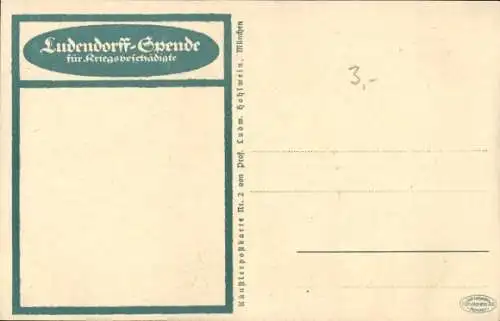 Ludendorff-Spende
für Kriegsbeschädigte
Künstlerpostkarte Nr. 2 von Prof. Ludw. Hohlwein, München
3,-